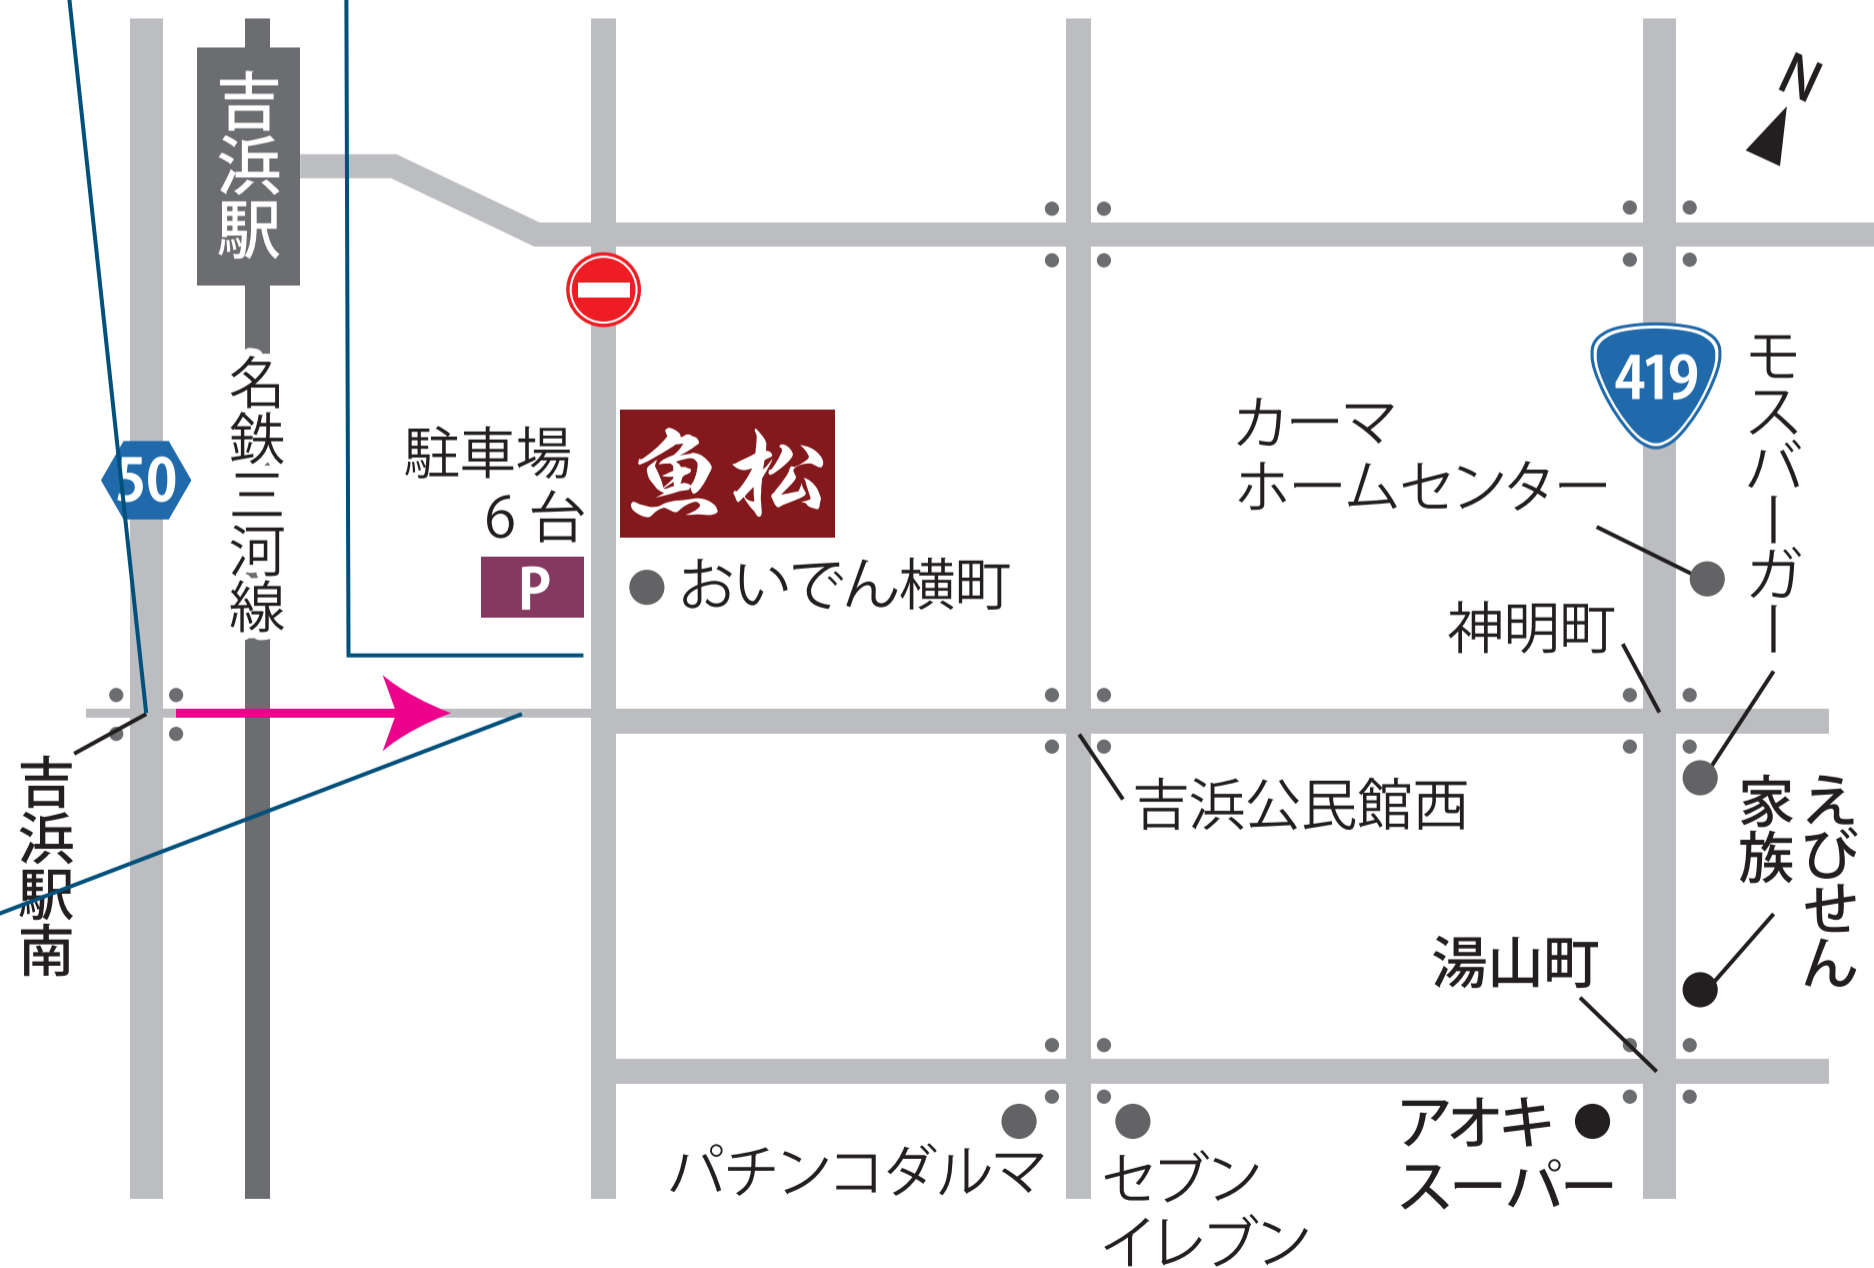 N
吉浜駅
419
モスバーガー
名鉄三河線
カーマ
ホームセンター
駐車場
6台
魚松
50
P
おいでん横町
神明町
吉浜駅南
吉浜公民館西
えびせん
家族
湯山町
アオキ
スーパー
パチンコダルマ
セブン
イレブン